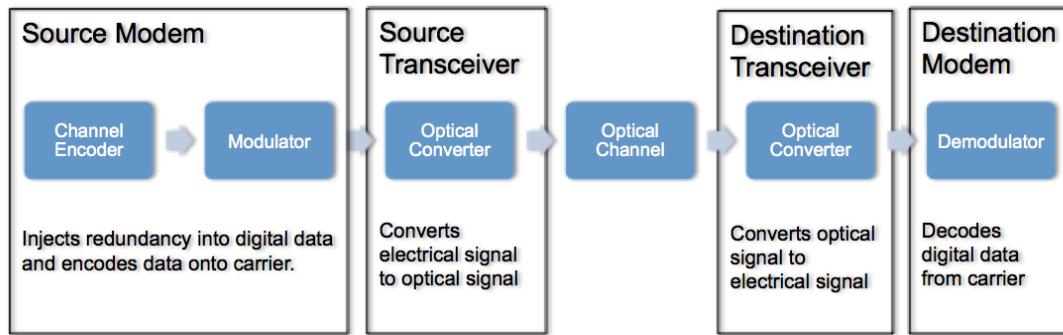 Source Modem
Channel
Encoder
Modulator
Injects redundancy into digital data
and encodes data onto carrier.
Source
Transceiver
Optical
Converter
Converts
electrical signal
to optical signal
Optical
Channel
Destination
Transceiver
Optical
Converter
Converts optical
signal to
electrical signal
Destination
Modem
Demodulator
Decodes
digital data
from carrier